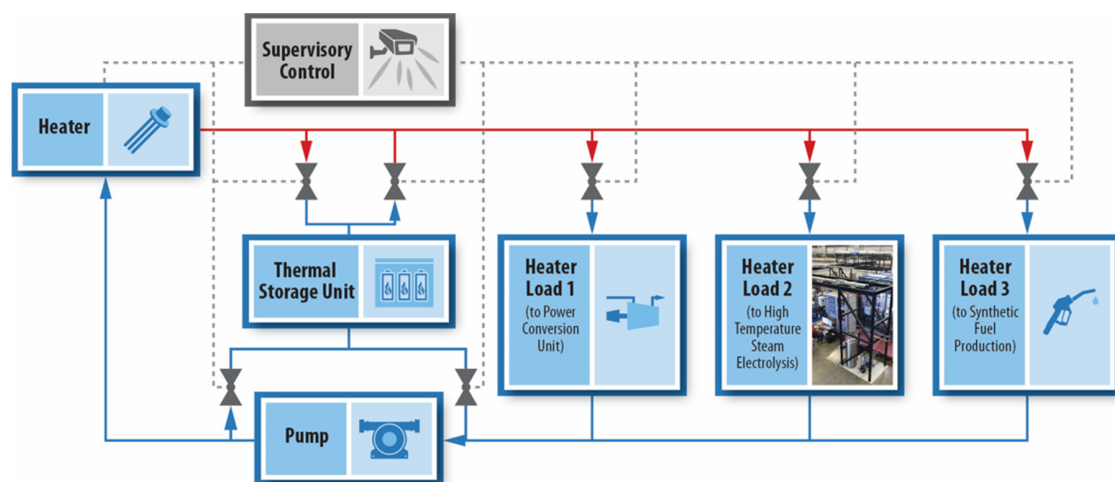 Supervisory
Control
Heater
Thermal
Storage Unit
Heater
Load 1
(to Power
Conversion
Unit)
Heater
Load 2
(to High
Temperature
Steam
Electrolysis)
Heater
Load 3
(to Synthetic
Fuel
Production)
Pump